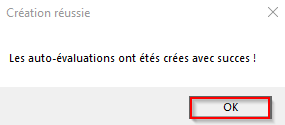 Création réussie
Les auto-évaluations ont étés crées avec succes !
OK